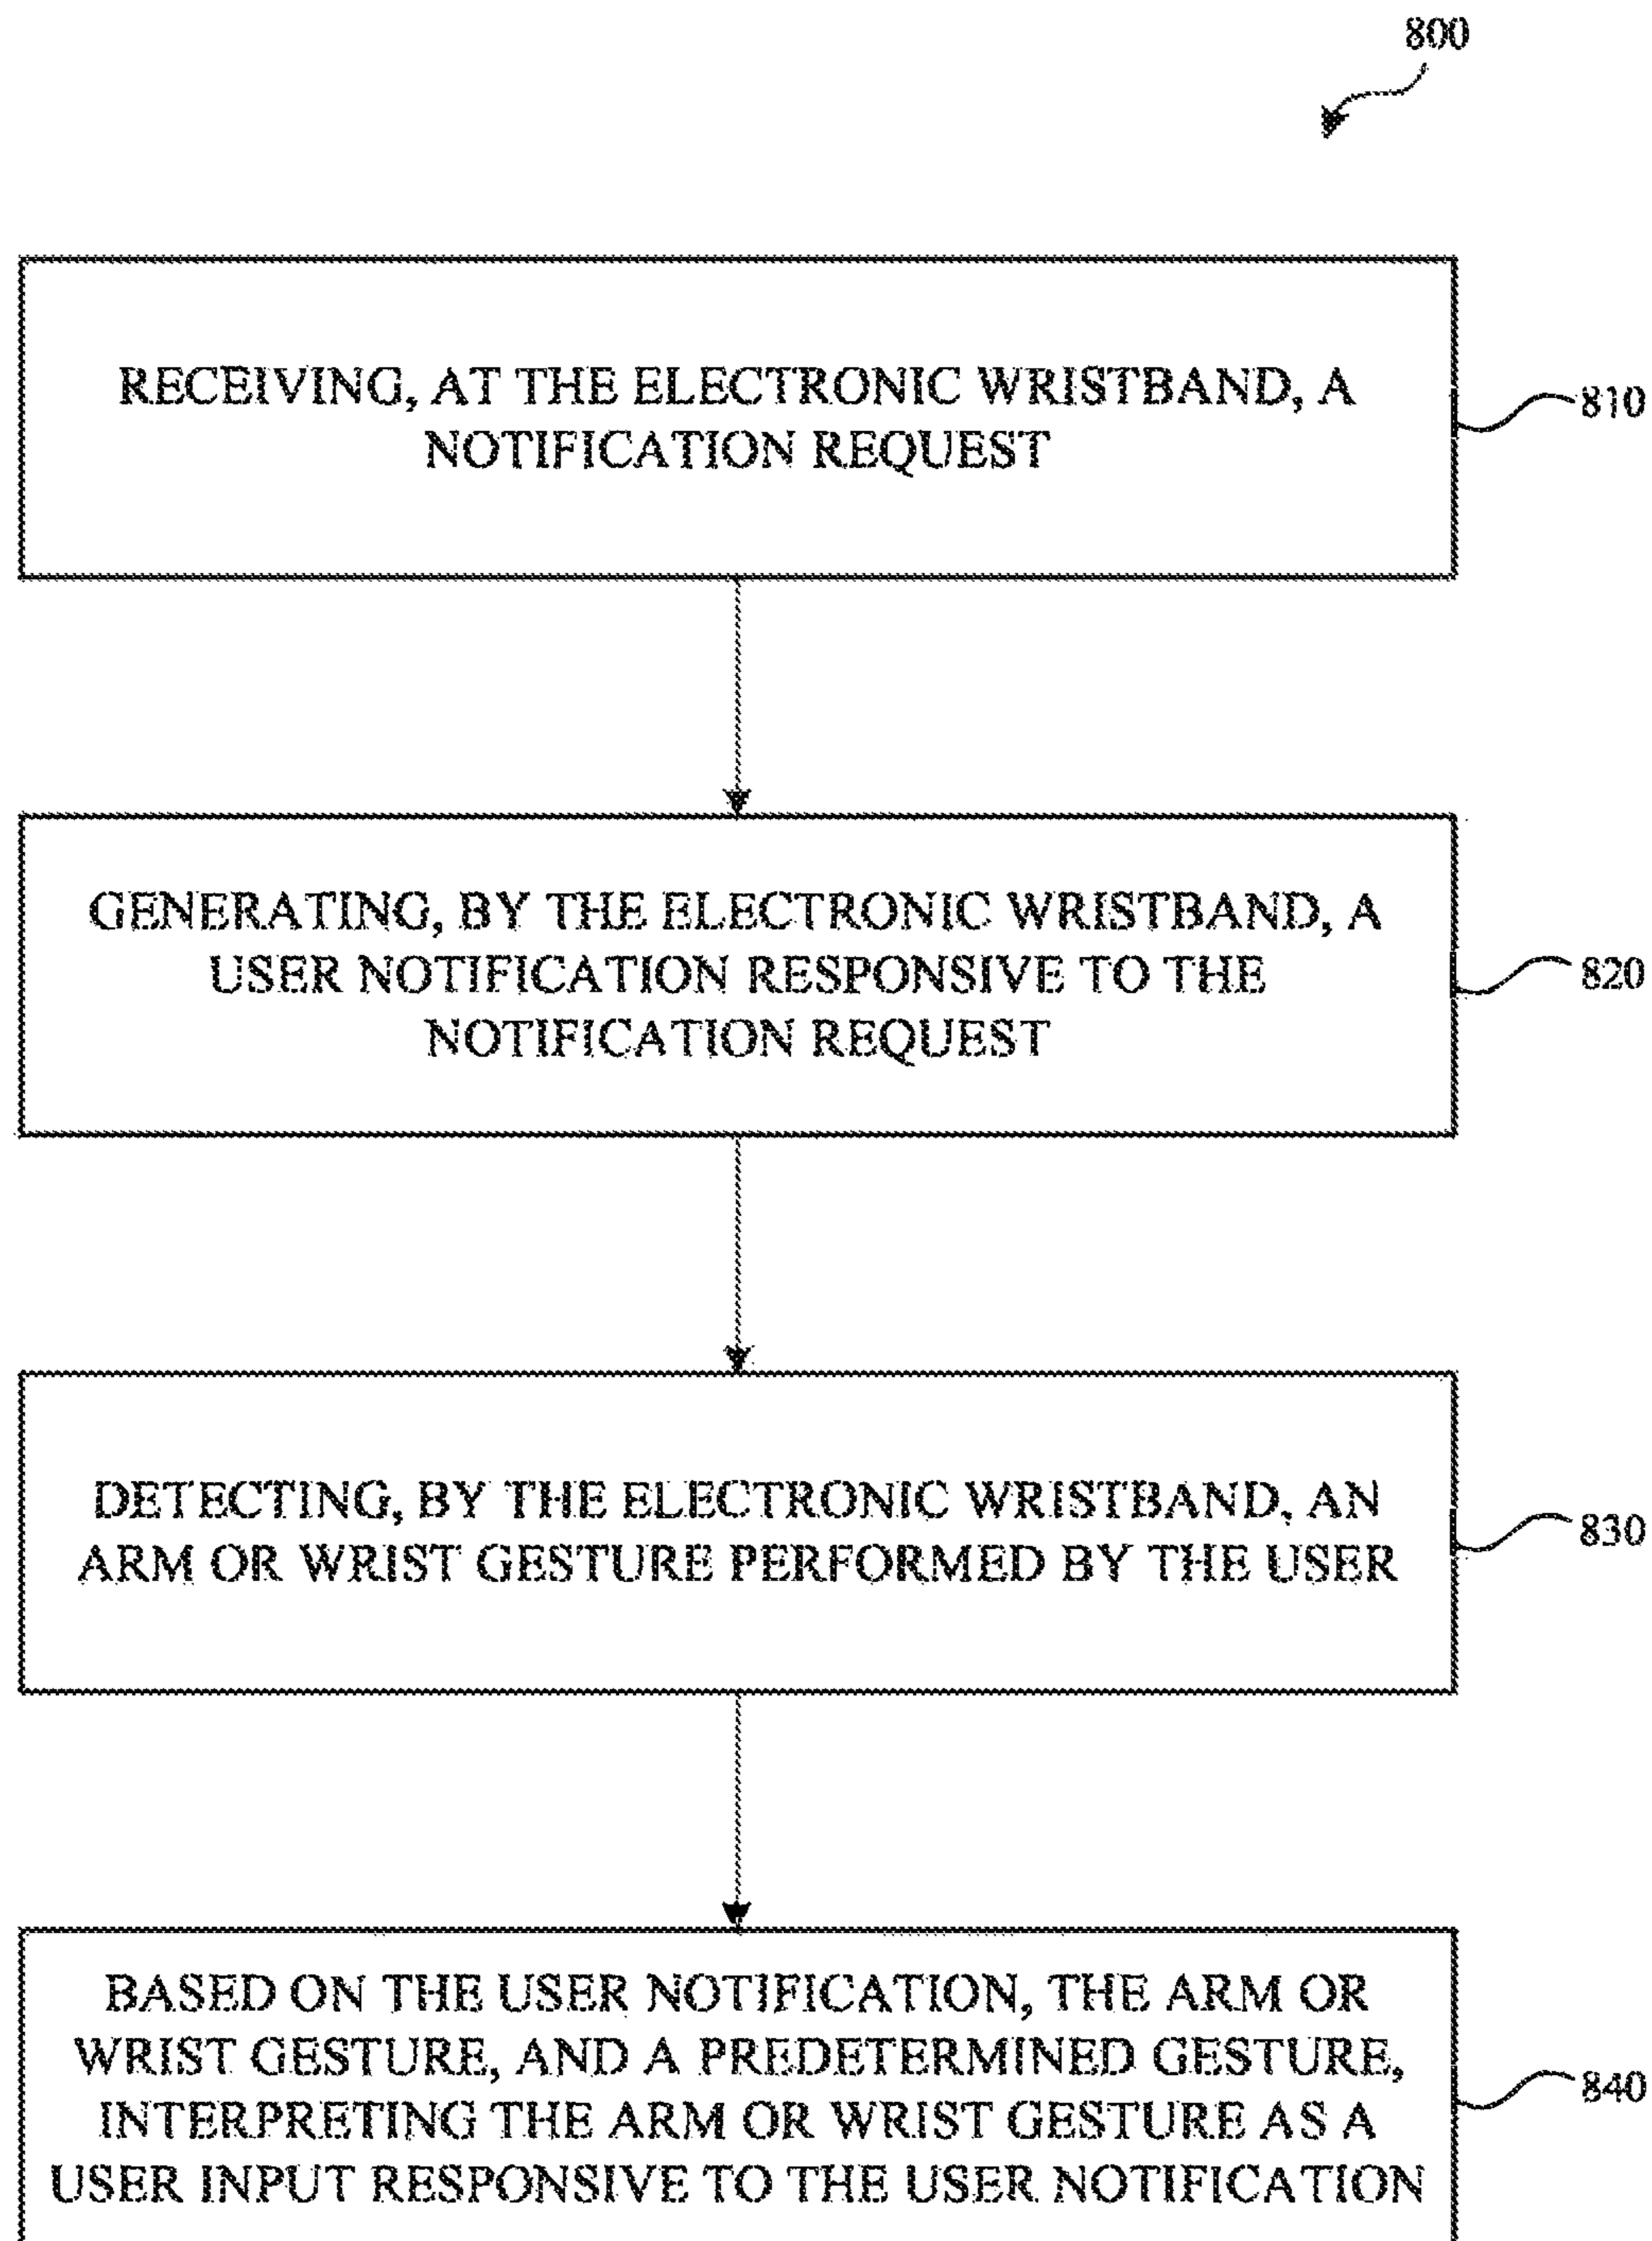 800
RECEIVING, AT THE ELECTRONIC WRISTBAND, A
NOTIFICATION REQUEST
810
GENERATING, BY THE ELECTRONIC WRISTBAND, A
USER NOTIFICATION RESPONSIVE TO THE
NOTIFICATION REQUEST
820
DETECTING, BY THE ELECTRONIC WRISTBAND, AN
ARM OR WRIST GESTURE PERFORMED BY THE USER
830
BASED ON THE USER NOTIFICATION, THE ARM OR
WRIST GESTURE, AND A PREDETERMINED GESTURE,
INTERPRETING THE ARM OR WRIST GESTURE AS A
USER INPUT RESPONSIVE TO THE USER NOTIFICATION
840